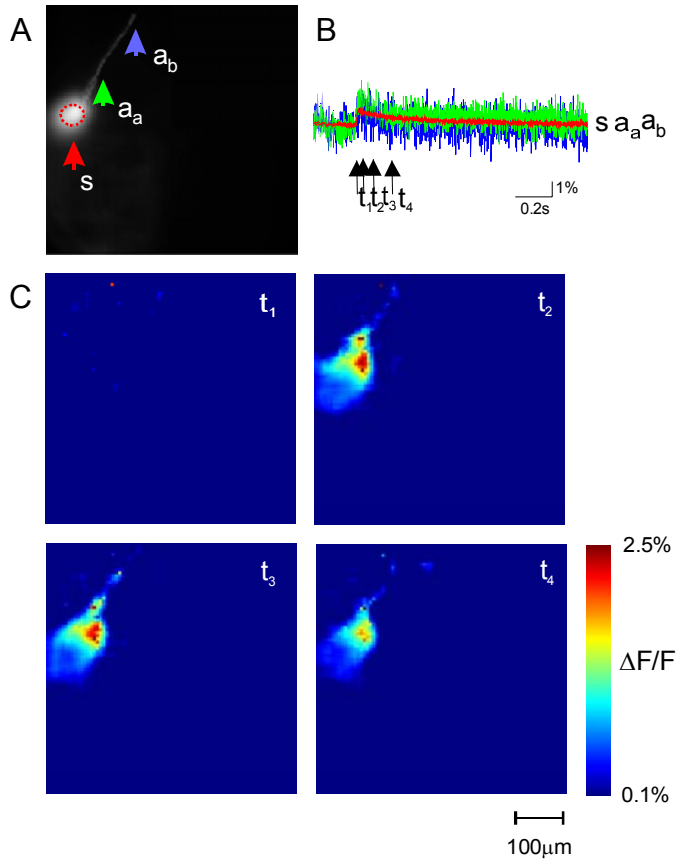 A
a_b
a_a
s
B
s a_a a_b
1%
0.2s
t_1 t_2 t_3 t_4
C
t_1
t_2
t_3
t_4
2.5%
ΔF/F
0.1%
100μm